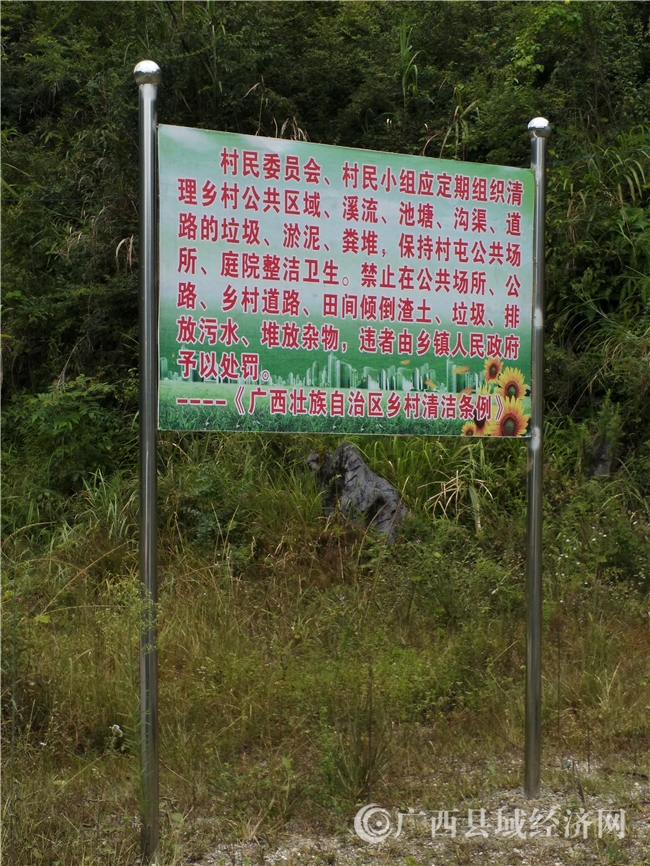 村民委员会、村民小组应定期组织清
理乡村公共区域、溪流、池塘、沟渠、道
路的垃圾、淤泥、粪堆，保持村屯公共场
所、庭院整洁卫生。禁止在公共场所、公
路、乡村道路、田间倾倒渣土、垃圾、排
放污水、堆放杂物，违者由乡镇人民政府
予以处罚。
----《广西壮族自治区乡村清洁条例》
广西县域经济网